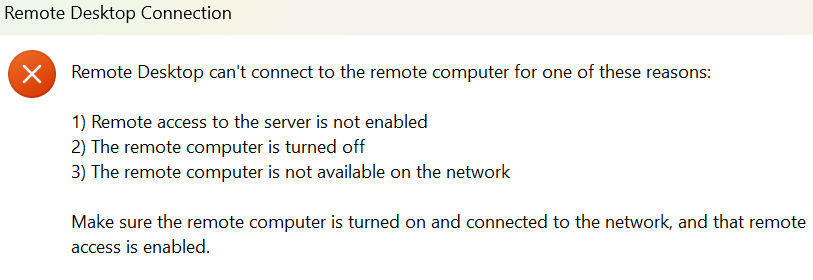 Remote Desktop Connection
Remote Desktop can't connect to the remote computer for one of these reasons:
1) Remote access to the server is not enabled
2) The remote computer is turned off
3) The remote computer is not available on the network
Make sure the remote computer is turned on and connected to the network, and that remote
access is enabled.